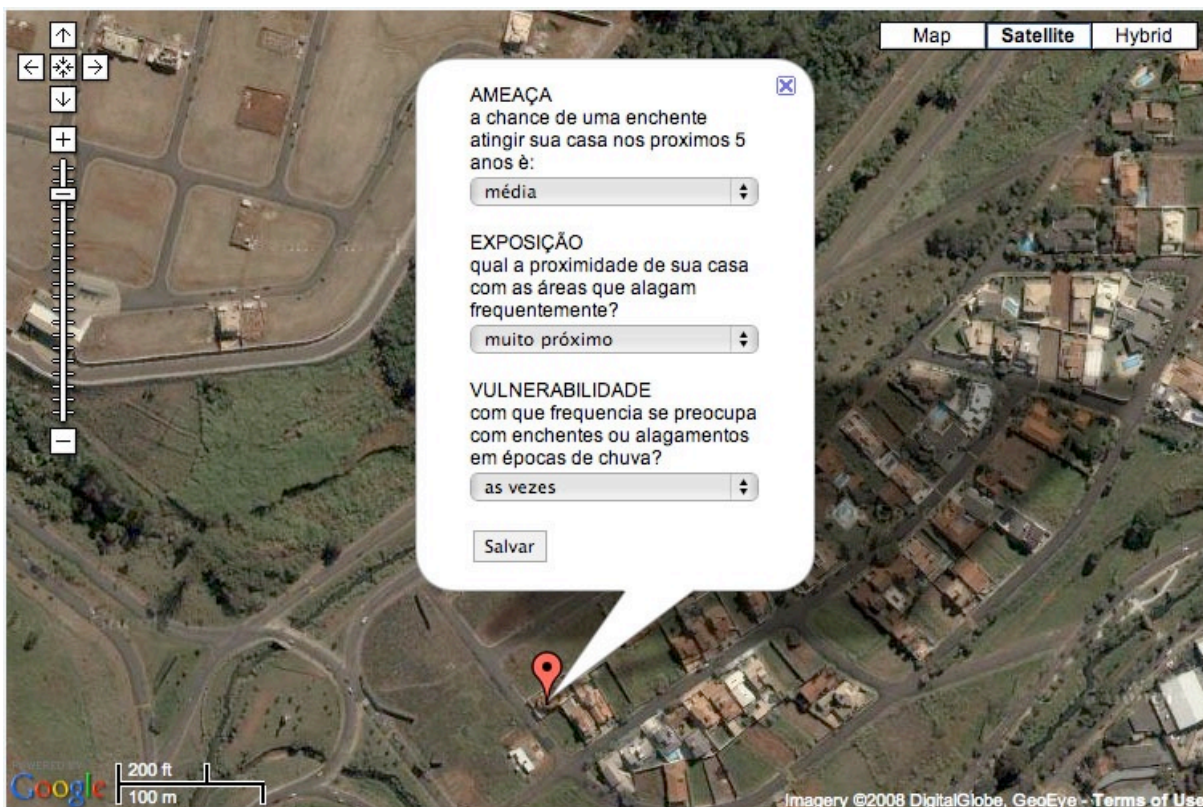 Map
Satellite
Hybrid
AMEAÇA
a chance de uma enchente
atingir sua casa nos proximos 5
anos è:
média
EXPOSIÇÃO
qual a proximidade de sua casa
com as áreas que alagam
frequentemente?
muito próximo
VULNERABILIDADE
com que frequencia se preocupa
com enchentes ou alagamentos
em épocas de chuva?
as vezes
Salvar
POWERED BY
Google
200 ft
100 m
Imagery ©2008 DigitalGlobe, GeoEye - Terms of Use